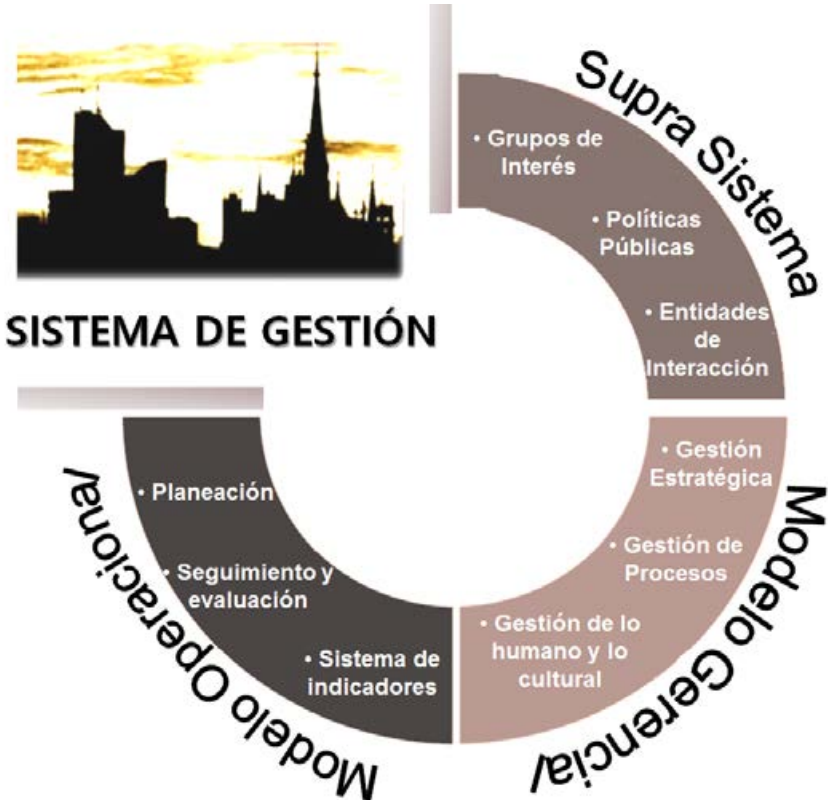 SISTEMA DE GESTIÓN
Supra Sistema
• Grupos de
Interés
• Políticas
Públicas
• Entidades
de
Interacción
Modelo Gerencial
• Gestión
Estratégica
• Gestión de
Procesos
• Gestión de lo
humano y lo
cultural
Modelo Operacional
• Planeación
• Seguimiento y
evaluación
• Sistema de
indicadores